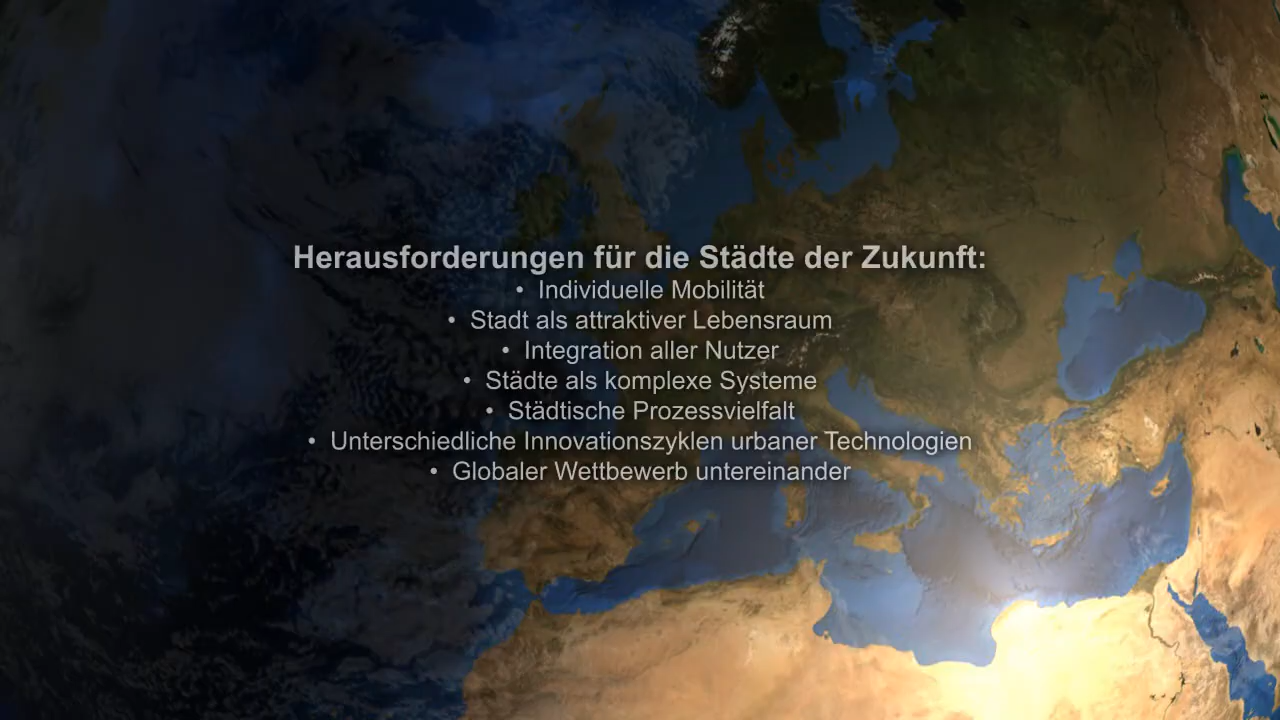 Herausforderungen für die Städte der Zukunft:
• Individuelle Mobilität
• Stadt als attraktiver Lebensraum
• Integration aller Nutzer
• Städte als komplexe Systeme
• Städtische Prozessvielfalt
• Unterschiedliche Innovationszyklen urbaner Technologien
• Globaler Wettbewerb untereinander